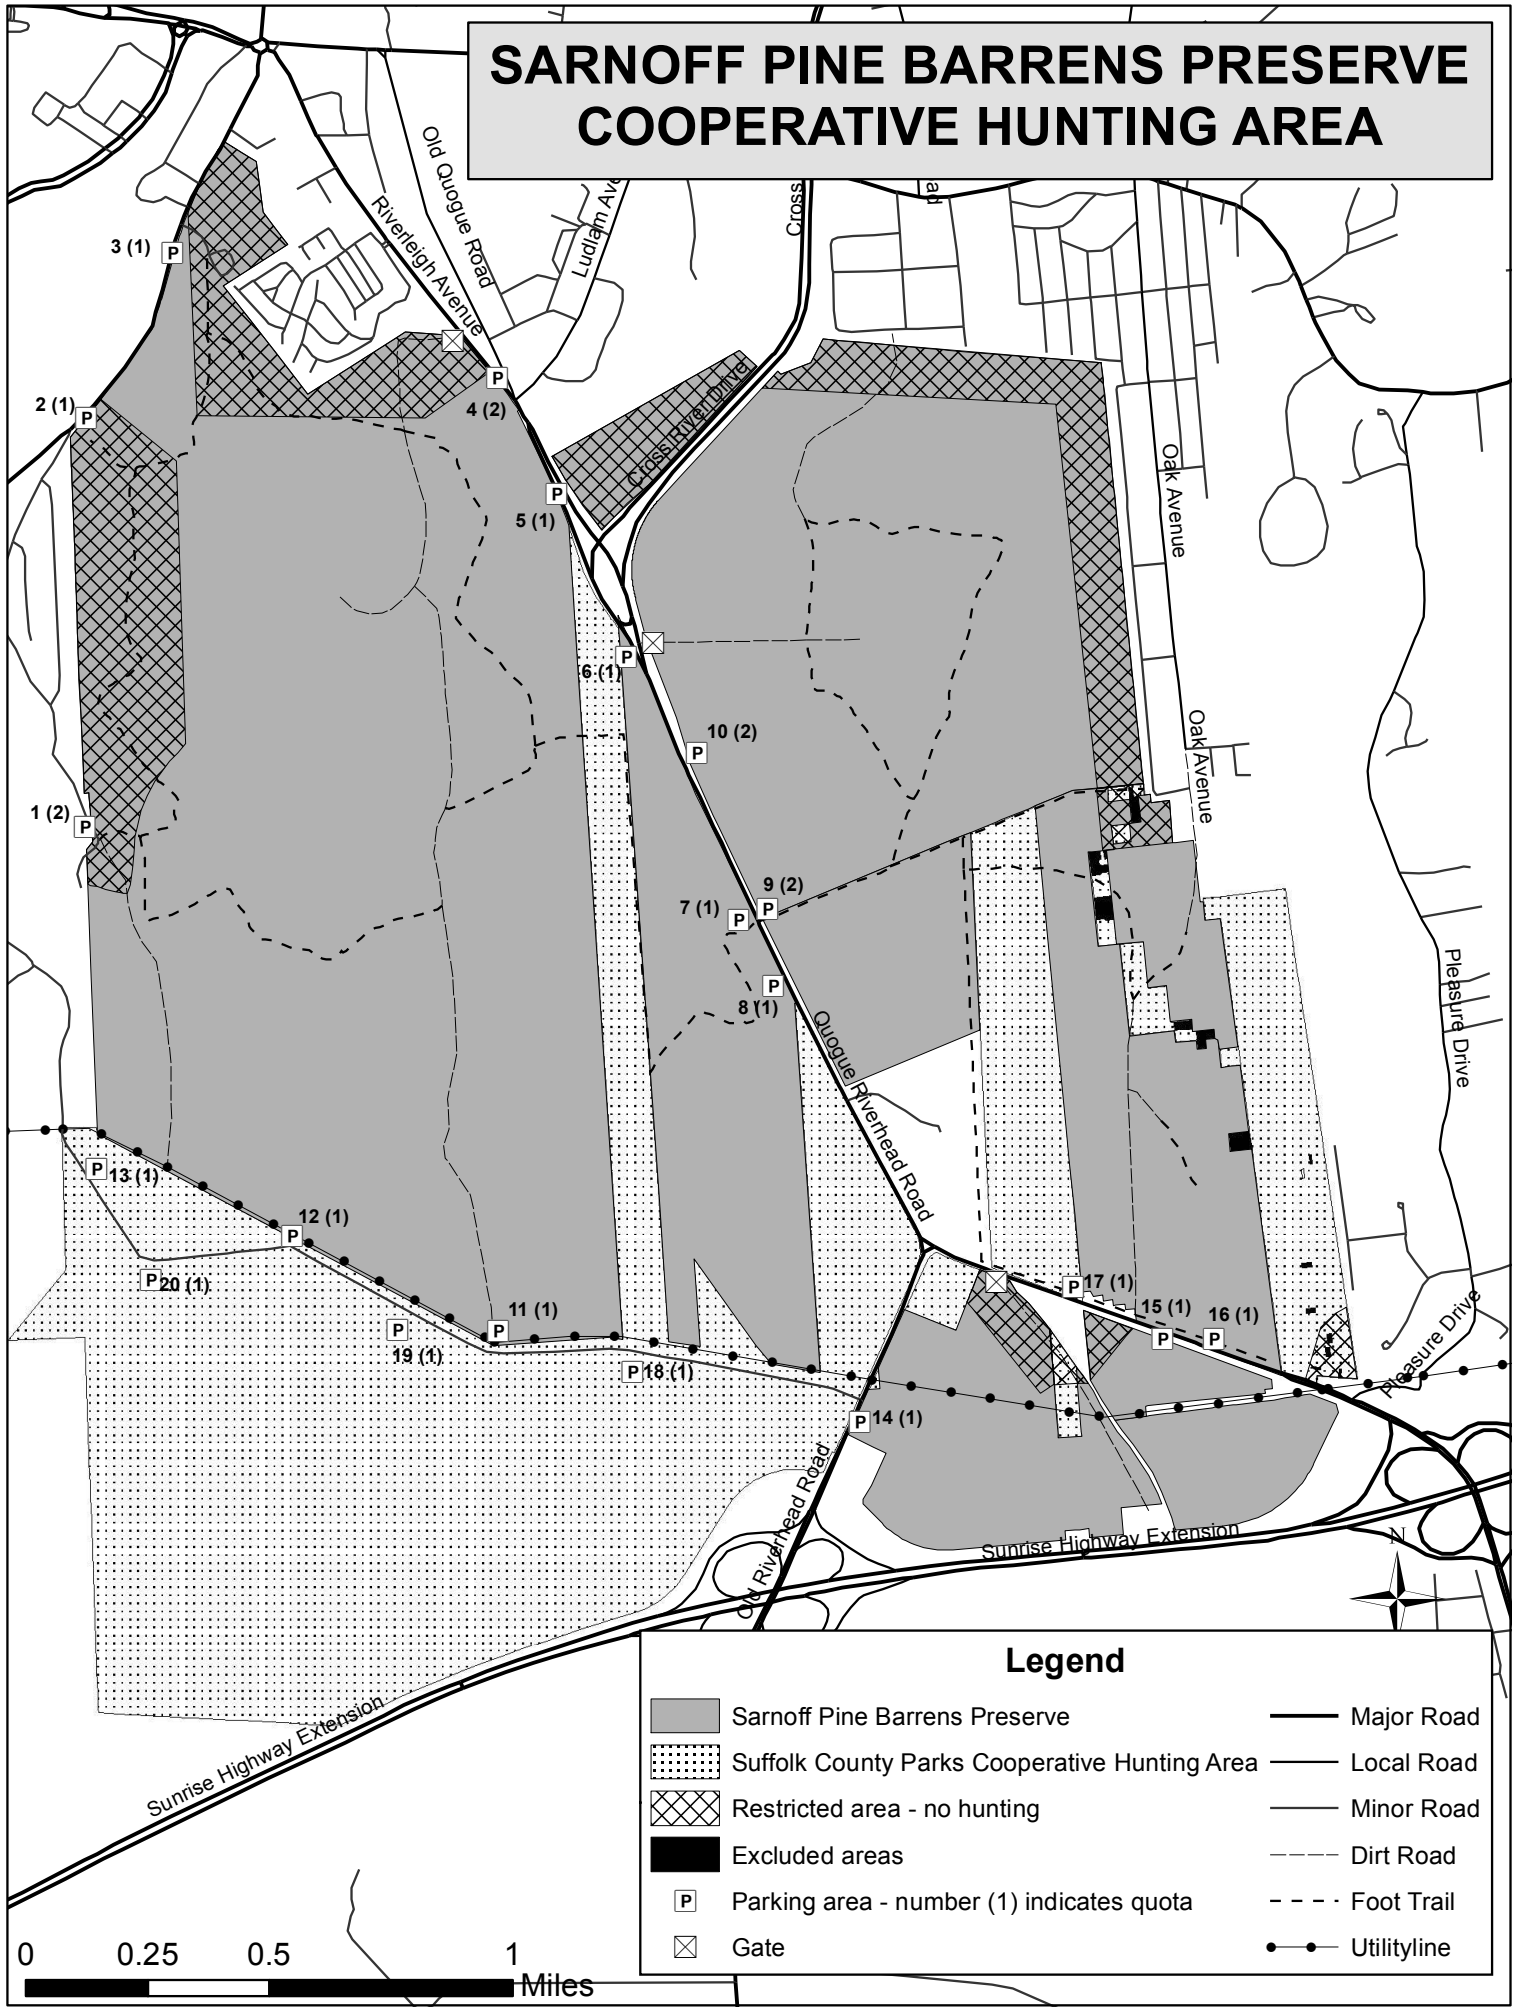 SARNOFF PINE BARRENS PRESERVE
COOPERATIVE HUNTING AREA
Old Quogue Road
Riverleigh Avenue
Ludlam Ave
Cross
ad
3 (1)
P
P
4 (2)
2 (1)
P
Cross River Drive
P
5 (1)
Oak Avenue
P
6 (1)
10 (2)
P
Oak Avenue
1 (2)
P
9 (2)
7 (1)
P
P
P
8 (1)
Pleasure Drive
Quogue Riverhead Road
P
13 (1)
12 (1)
P
P
20 (1)
11 (1)
P
P
19 (1)
P
18 (1)
P
17 (1)
15 (1)
P
16 (1)
P
Pleasure Drive
P
14 (1)
Old Riverhead Road
Sunrise Highway Extension
N
Sunrise Highway Extension
Legend
Sarnoff Pine Barrens Preserve
Suffolk County Parks Cooperative Hunting Area
Restricted area - no hunting
Excluded areas
P
Parking area - number (1) indicates quota
Gate
Major Road
Local Road
Minor Road
Dirt Road
Foot Trail
Utilityline
0 0.25 0.5 1
Miles